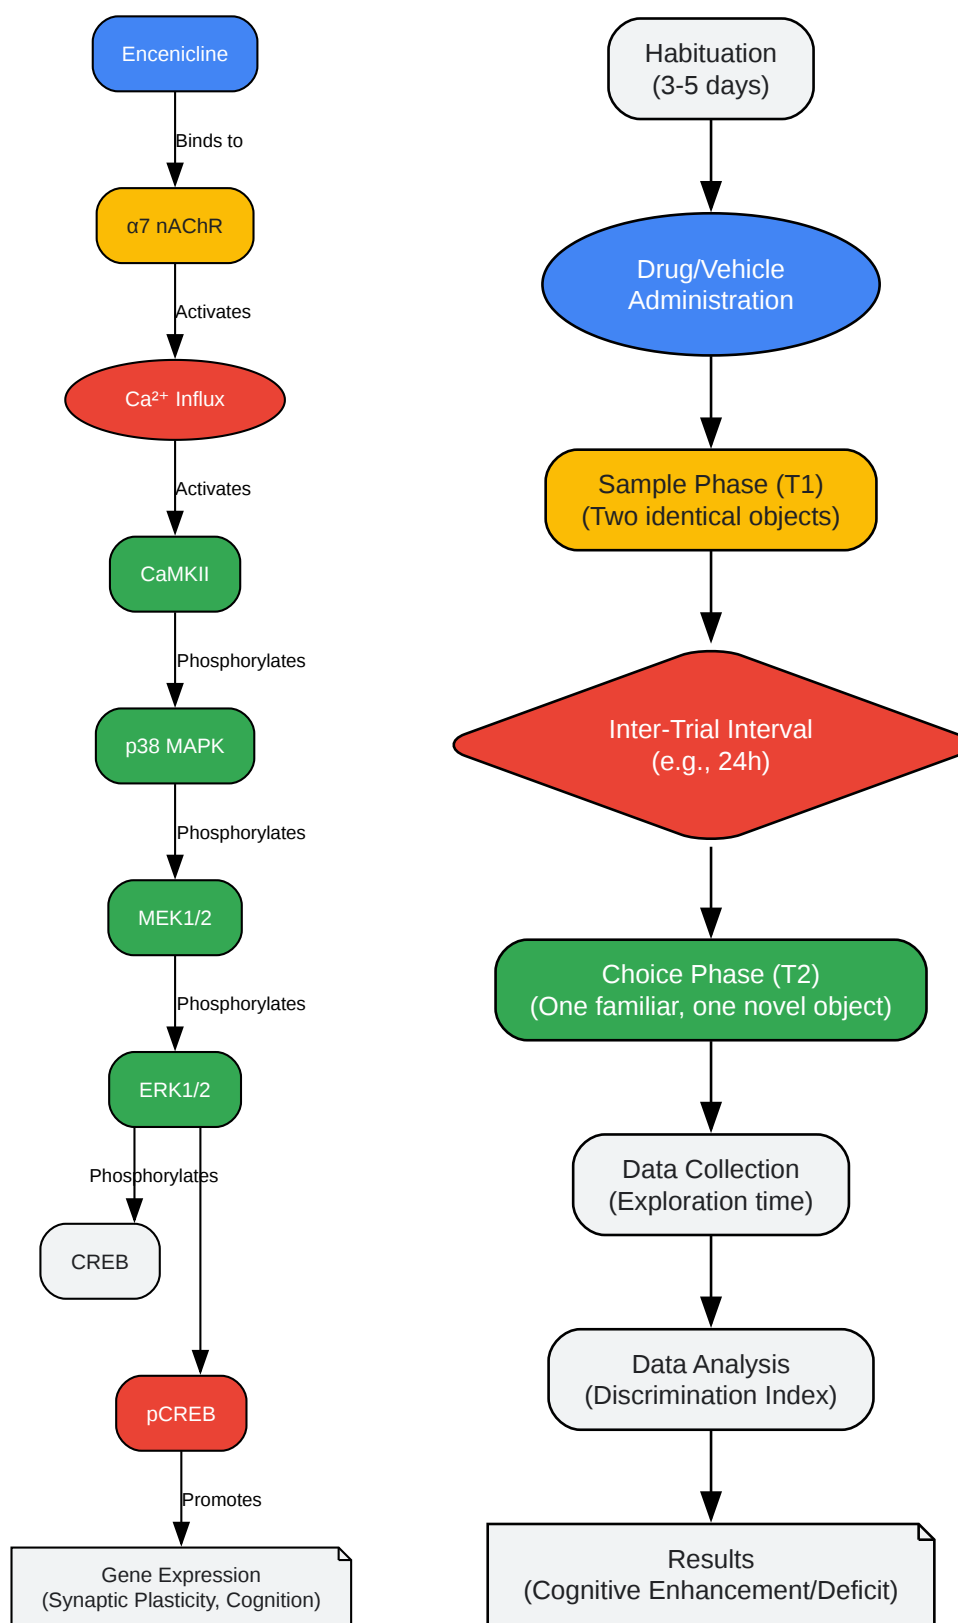 Encenicline
Binds to
α7 nAChR
Activates
Ca²⁺ Influx
Activates
CaMKII
Phosphorylates
p38 MAPK
Phosphorylates
MEK1/2
Phosphorylates
ERK1/2
Phosphorylates
CREB
pCREB
Promotes
Gene Expression
(Synaptic Plasticity, Cognition)
Habituation
(3-5 days)
Drug/Vehicle
Administration
Sample Phase (T1)
(Two identical objects)
Inter-Trial Interval
(e.g., 24h)
Choice Phase (T2)
(One familiar, one novel object)
Data Collection
(Exploration time)
Data Analysis
(Discrimination Index)
Results
(Cognitive Enhancement/Deficit)